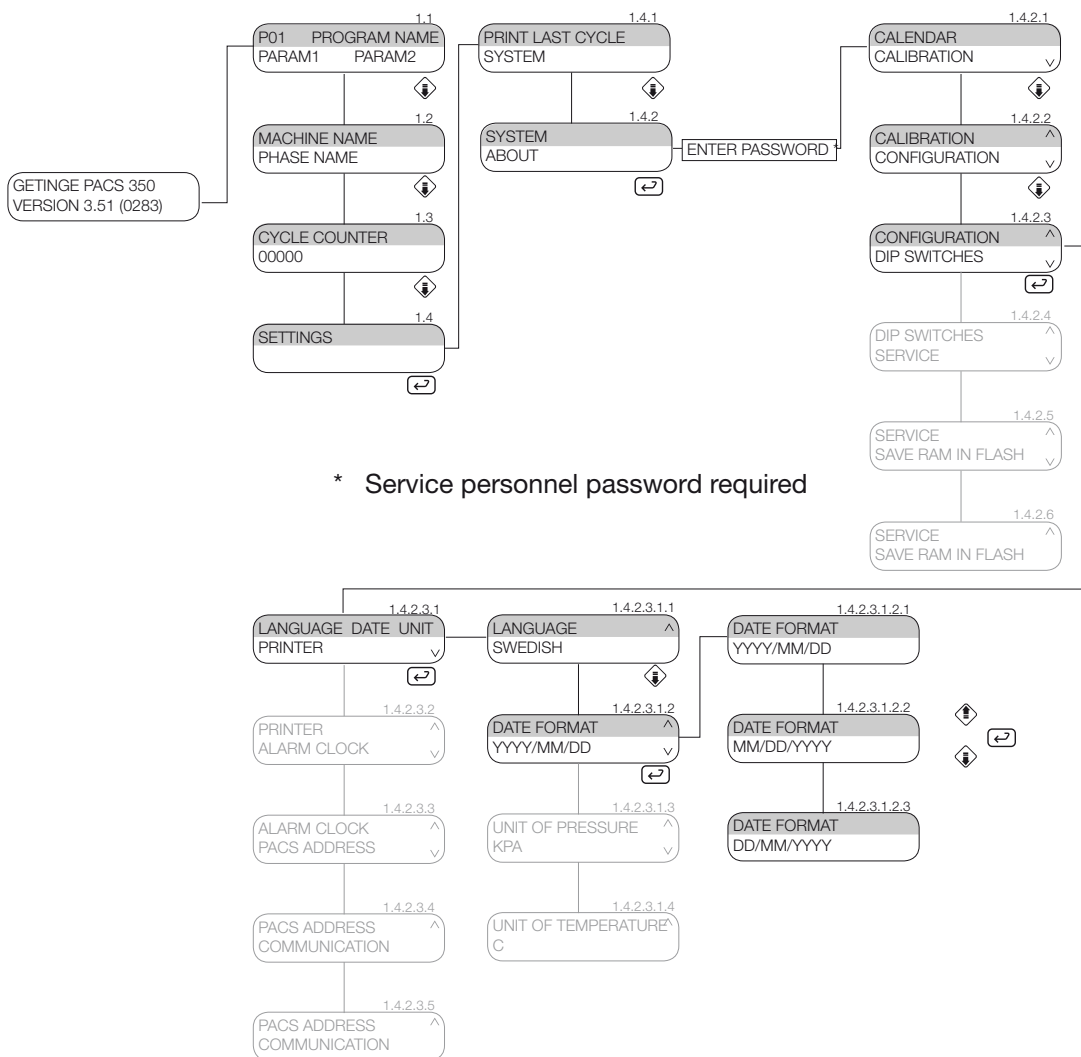 GETINGE PACS 350
VERSION 3.51 (0283)
1.1
P01 PROGRAM NAME
PARAM1 PARAM2
1.2
MACHINE NAME
PHASE NAME
1.3
CYCLE COUNTER
00000
1.4
SETTINGS
1.4.1
PRINT LAST CYCLE
SYSTEM
1.4.2
SYSTEM
ABOUT
ENTER PASSWORD *
1.4.2.1
CALENDAR
CALIBRATION
1.4.2.2
CALIBRATION
CONFIGURATION
1.4.2.3
CONFIGURATION
DIP SWITCHES
1.4.2.4
DIP SWITCHES
SERVICE
1.4.2.5
SERVICE
SAVE RAM IN FLASH
1.4.2.6
SERVICE
SAVE RAM IN FLASH
* Service personnel password required
1.4.2.3.1
LANGUAGE DATE UNIT
PRINTER
1.4.2.3.2
PRINTER
ALARM CLOCK
1.4.2.3.3
ALARM CLOCK
PACS ADDRESS
1.4.2.3.4
PACS ADDRESS
COMMUNICATION
1.4.2.3.5
PACS ADDRESS
COMMUNICATION
1.4.2.3.1.1
LANGUAGE
SWEDISH
1.4.2.3.1.2
DATE FORMAT
YYYY/MM/DD
1.4.2.3.1.3
UNIT OF PRESSURE
KPA
1.4.2.3.1.4
UNIT OF TEMPERATURE
C
1.4.2.3.1.2.1
DATE FORMAT
YYYY/MM/DD
1.4.2.3.1.2.2
DATE FORMAT
MM/DD/YYYY
1.4.2.3.1.2.3
DATE FORMAT
DD/MM/YYYY